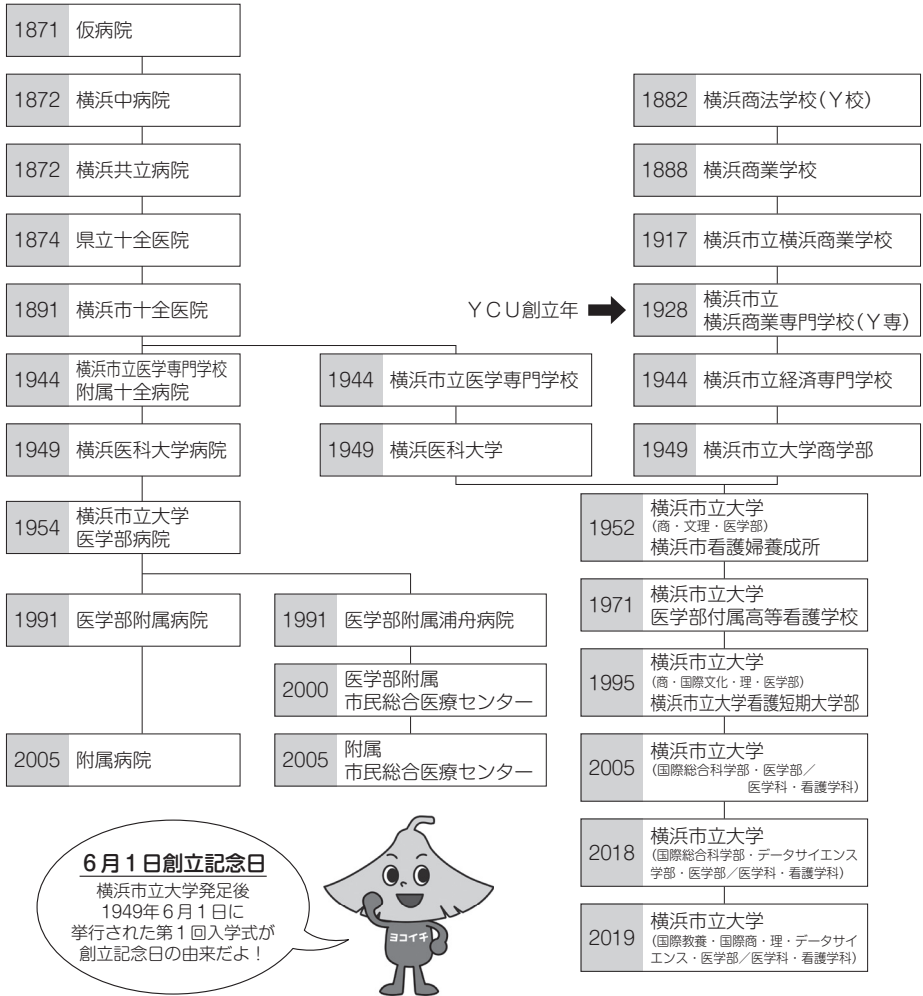 1871 仮病院
1872 横浜中病院
1872 横浜共立病院
1874 県立十全医院
1891 横浜市十全医院
1944 横浜市立医学専門学校
附属十全病院
1949 横浜医科大学病院
1954 横浜市立大学
医学部病院
1991 医学部附属病院
2005 附属病院
1991 医学部附属浦舟病院
2000 医学部附属
市民総合医療センター
2005 附属
市民総合医療センター
1944 横浜市立医学専門学校
1949 横浜医科大学
1882 横浜商法学校(Y校)
1888 横浜商業学校
1917 横浜市立横浜商業学校
YCU創立年
1928 横浜市立
横浜商業専門学校(Y専)
1944 横浜市立経済専門学校
1949 横浜市立大学商学部
1952 横浜市立大学
(商・文理・医学部)
横浜市看護婦養成所
1971 横浜市立大学
医学部付属高等看護学校
1995 横浜市立大学
(商・国際文化・理・医学部)
横浜市立大学看護短期大学部
2005 横浜市立大学
(国際総合科学部・医学部/
医学科・看護学科)
2018 横浜市立大学
(国際総合科学部・データサイエンス
学部・医学部/医学科・看護学科)
2019 横浜市立大学
(国際教養・国際商・理・データサイ
エンス・医学部/医学科・看護学科)
6月1日創立記念日
横浜市立大学発足後
1949年6月1日に
挙行された第1回入学式が
創立記念日の由来だよ!
ヨコイチ